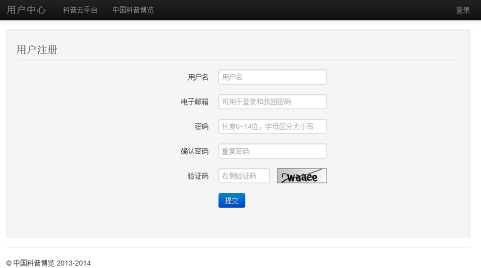 用户中心 科普云平台 中国科普博览 登录
用户注册
用户名 用户名
电子邮箱 可用于登录和找回密码
密码 长度6-14位，字母区分大小写
确认密码 重复密码
验证码 右侧验证码 waaee
提交
© 中国科普博览 2013-2014